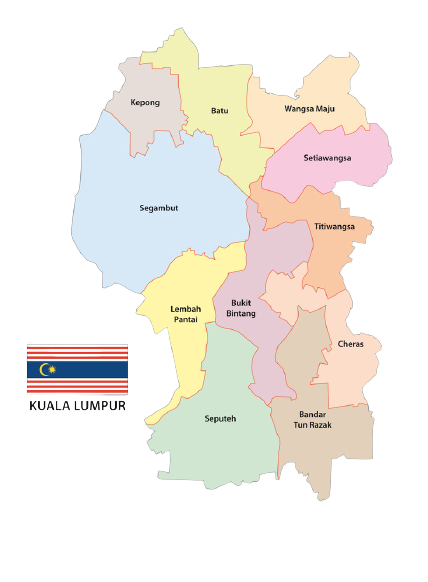 Kepong
Batu
Wangsa Maju
Setiawangsa
Segambut
Titiwangsa
Bukit
Bintang
Lembah
Pantai
Cheras
KUALA LUMPUR
Seputeh
Bandar
Tun Razak